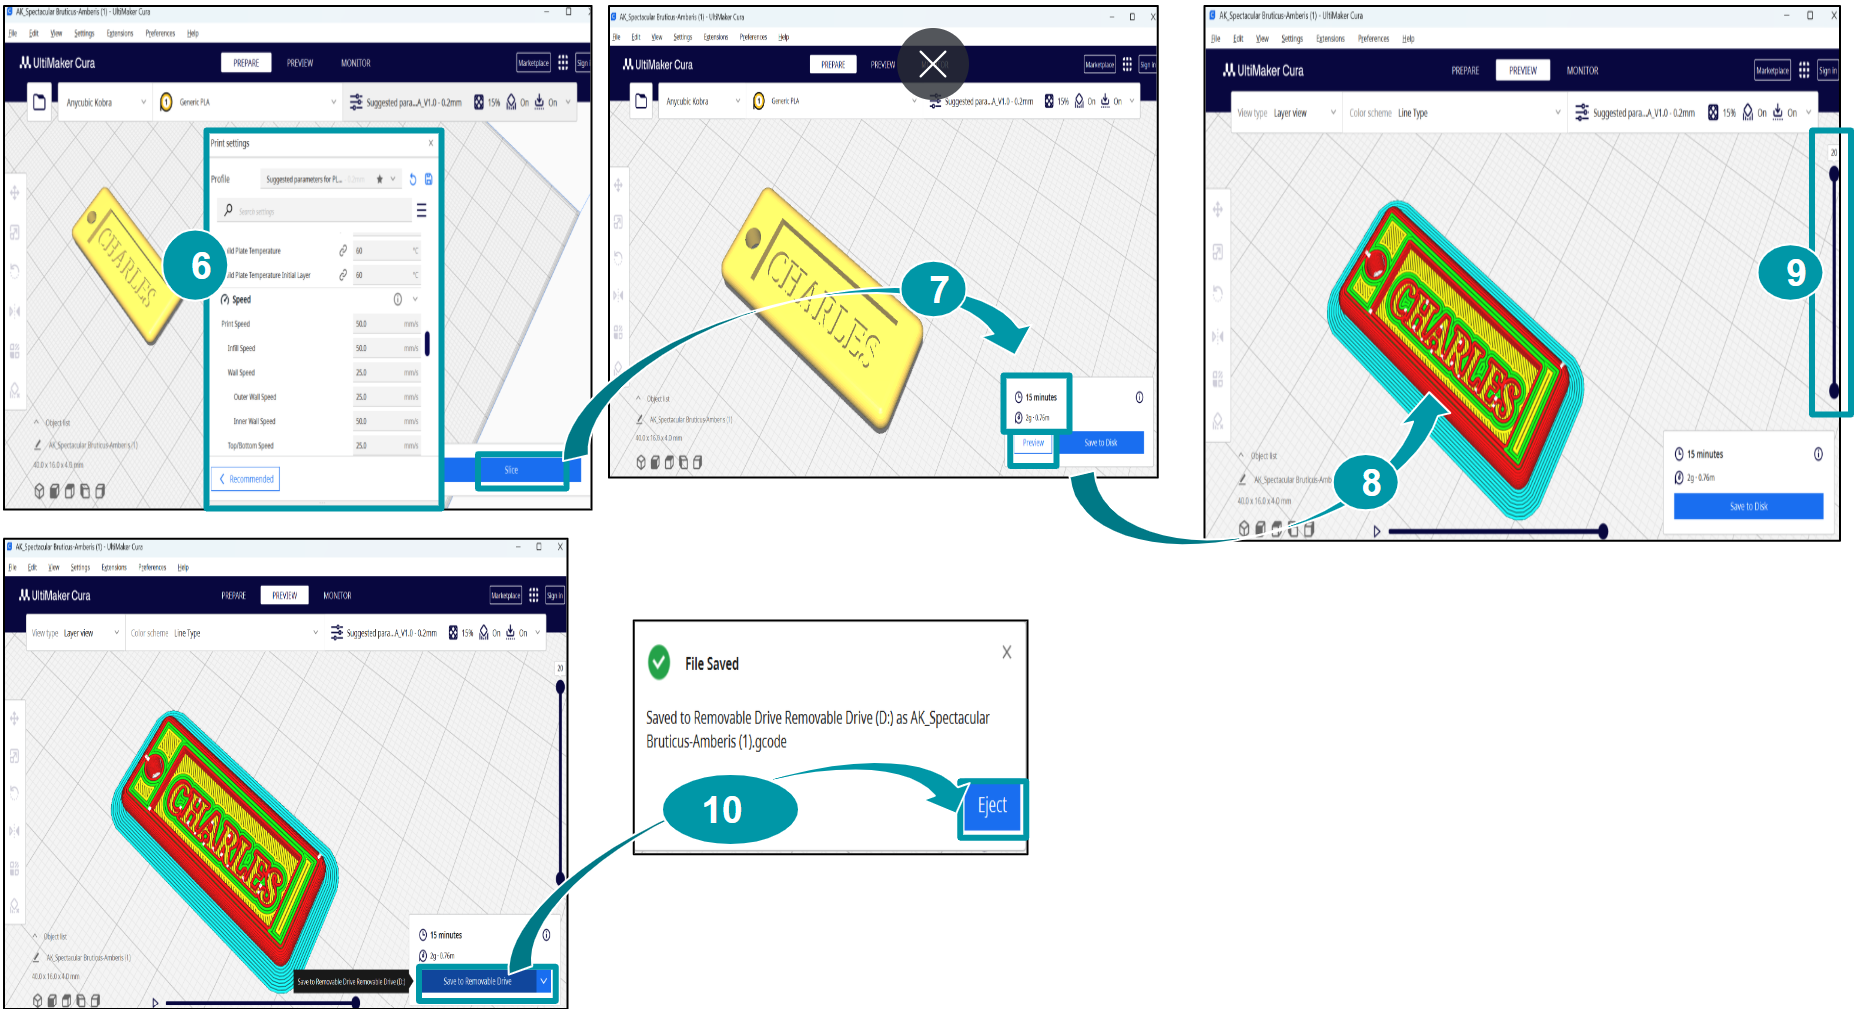 AK_Spectacular Bruticus-Amberis (1) - UltiMaker Cura
File Edit View Settings Extensions Preferences Help
UltiMaker Cura PREPARE PREVIEW MONITOR Marketplace Sign
Anycubic Kobra 1 Generic PLA Suggested para...A_V1.0 - 0.2mm 15% On On
Print settings
Profile Suggested parameters for PL... 0.2mm
Search settings
ild Plate Temperature 60 °C
ild Plate Temperature Initial Layer 60 °C
Speed
Print Speed 50.0 mm/s
Infill Speed 50.0 mm/s
Wall Speed 25.0 mm/s
Outer Wall Speed 25.0 mm/s
Inner Wall Speed 50.0 mm/s
Top/Bottom Speed 25.0 mm/s
Recommended
CHARLES
6
Object list
AK_Spectacular Bruticus-Amberis (1)
40.0 x 16.0 x 4.0 mm
Slice
AK_Spectacular Bruticus-Amberis (1) - UltiMaker Cura
File Edit View Settings Extensions Preferences Help
UltiMaker Cura PREPARE PREVIEW Marketplace Sign in
Anycubic Kobra 1 Generic PLA Suggested para...A_V1.0 - 0.2mm 15% On On
CHARLES
7
15 minutes
2g · 0.76m
Preview Save to Disk
Object list
AK_Spectacular Bruticus-Amberis (1)
40.0 x 16.0 x 4.0 mm
AK_Spectacular Bruticus-Amberis (1) - UltiMaker Cura
File Edit View Settings Extensions Preferences Help
UltiMaker Cura PREPARE PREVIEW MONITOR Marketplace Sign in
View type Layer view Color scheme Line Type Suggested para...A_V1.0 - 0.2mm 15% On On
20
9
CHARLES
8
Object list
AK_Spectacular Bruticus-Amb
40.0 x 16.0 x 4.0 mm
15 minutes
2g · 0.76m
Save to Disk
AK_Spectacular Bruticus-Amberis (1) - UltiMaker Cura
File Edit View Settings Extensions Preferences Help
UltiMaker Cura PREPARE PREVIEW MONITOR Marketplace Sign in
View type Layer view Color scheme Line Type Suggested para...A_V1.0 - 0.2mm 15% On On
20
CHARLES
Object list
AK_Spectacular Bruticus-Amberis (1)
40.0 x 16.0 x 4.0 mm
15 minutes
2g · 0.76m
Save to Removable Drive Removable Drive (D:)
Save to Removable Drive
File Saved
Saved to Removable Drive Removable Drive (D:) as AK_Spectacular
Bruticus-Amberis (1).gcode
10
Eject